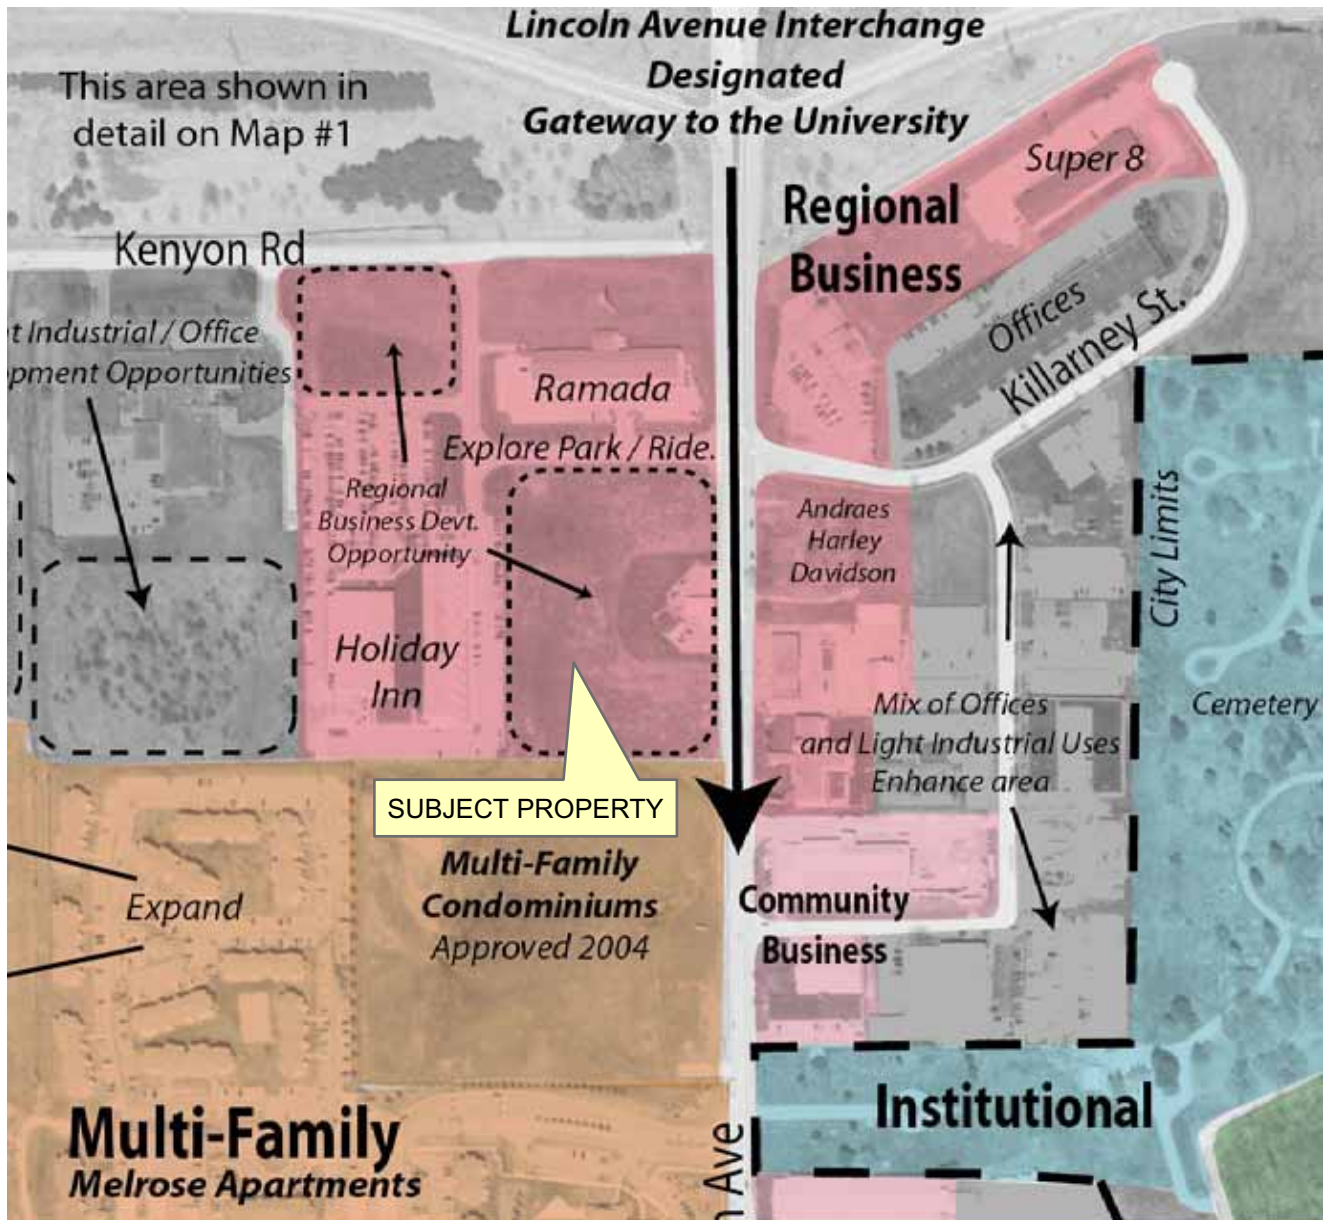 Lincoln Avenue Interchange
Designated
Gateway to the University
This area shown in
detail on Map #1
Super 8
Regional
Business
Kenyon Rd
Offices
Killarney St.
t Industrial / Office
opment Opportunities
Ramada
Explore Park / Ride.
Regional
Business Devt.
Opportunity
Andraes
Harley
Davidson
City Limits
Holiday
Inn
Mix of Offices
and Light Industrial Uses
Enhance area
Cemetery
SUBJECT PROPERTY
Multi-Family
Condominiums
Approved 2004
Expand
Community
Business
Institutional
Multi-Family
Melrose Apartments
n Ave